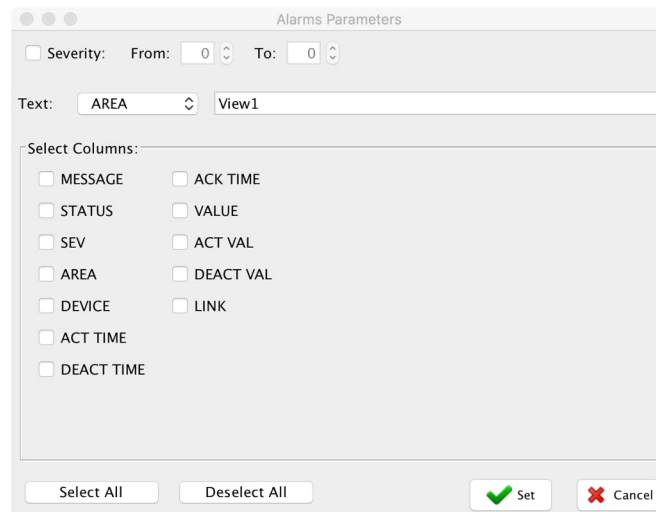 Alarms Parameters
Severity: From: 0 To: 0
Text: AREA View1
Select Columns:
MESSAGE ACK TIME
STATUS VALUE
SEV ACT VAL
AREA DEACT VAL
DEVICE LINK
ACT TIME
DEACT TIME
Select All Deselect All Set Cancel